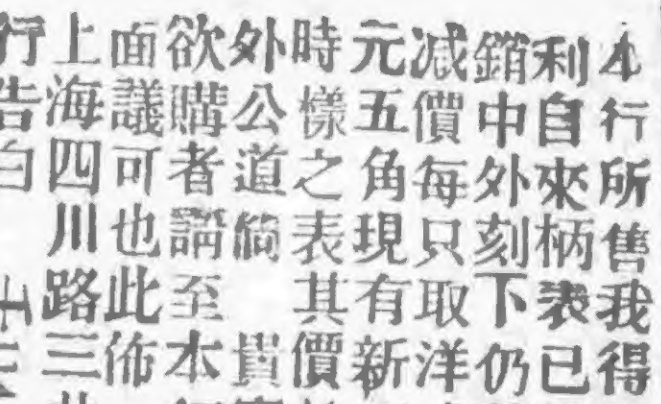 本行所售我得
利自來柄表已
銷中外刻下仍
減價每只取洋
元五角現有新
時樣之表其價
外公道倘 貴
欲購者請至本
面議可也此佈
上海四川路三
行告白